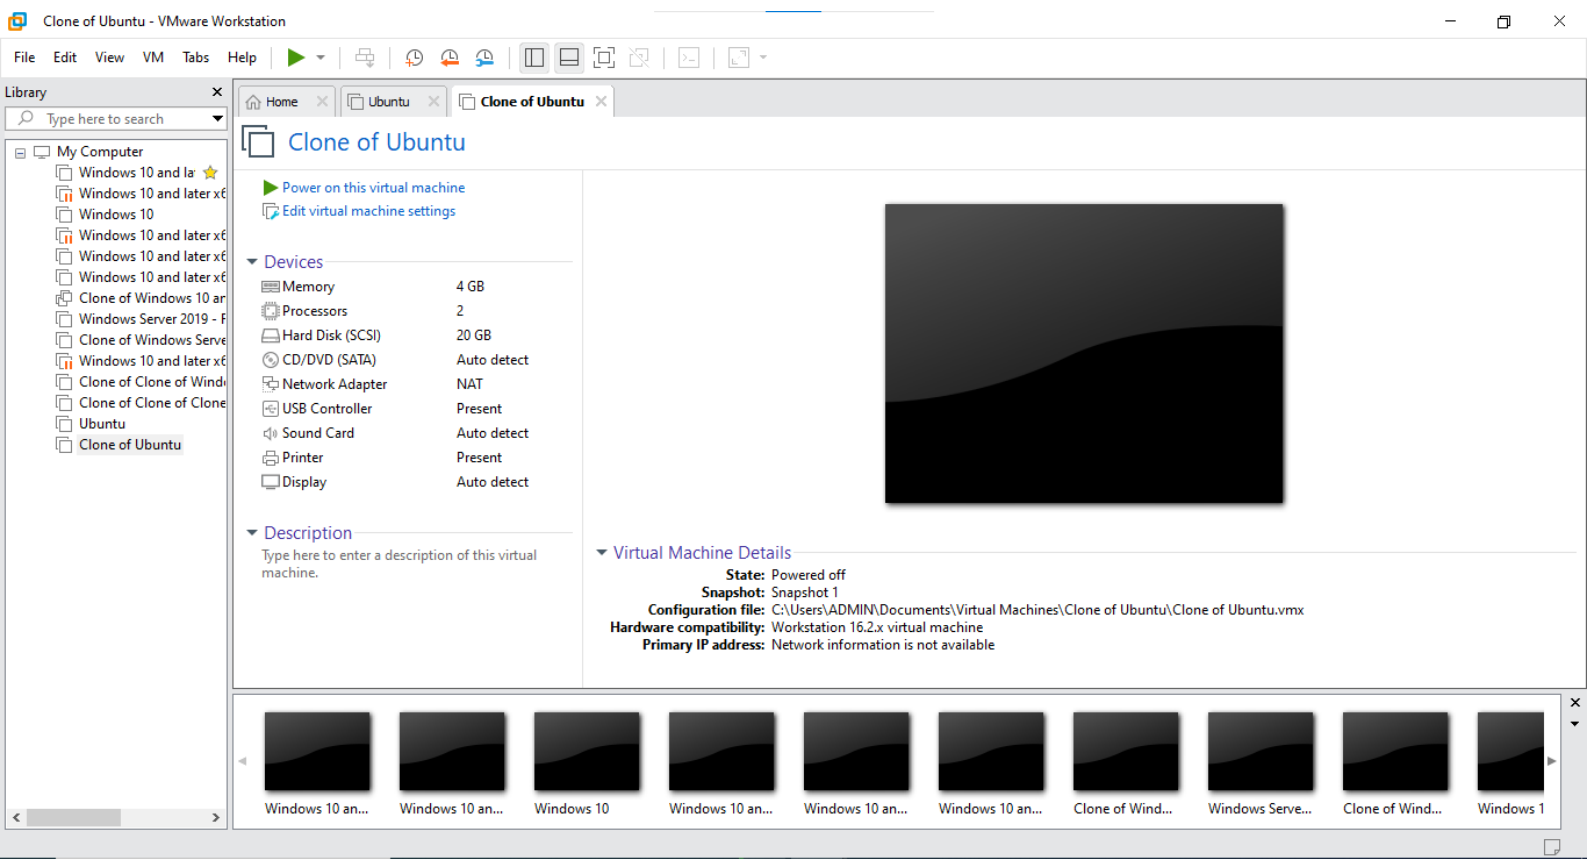 Clone of Ubuntu - VMware Workstation
File Edit View VM Tabs Help
Library
Type here to search
My Computer
Windows 10 and la
Windows 10 and later x6
Windows 10
Windows 10 and later x6
Windows 10 and later x6
Windows 10 and later x6
Clone of Windows 10 ar
Windows Server 2019 - F
Clone of Windows Serve
Windows 10 and later x6
Clone of Clone of Wind
Clone of Clone of Clone
Ubuntu
Clone of Ubuntu
Home Ubuntu Clone of Ubuntu
Clone of Ubuntu
Power on this virtual machine
Edit virtual machine settings
Devices
Memory 4 GB
Processors 2
Hard Disk (SCSI) 20 GB
CD/DVD (SATA) Auto detect
Network Adapter NAT
USB Controller Present
Sound Card Auto detect
Printer Present
Display Auto detect
Description
Type here to enter a description of this virtual
machine.
Virtual Machine Details
State: Powered off
Snapshot: Snapshot 1
Configuration file: C:\Users\ADMIN\Documents\Virtual Machines\Clone of Ubuntu\Clone of Ubuntu.vmx
Hardware compatibility: Workstation 16.2.x virtual machine
Primary IP address: Network information is not available
Windows 10 an... Windows 10 an... Windows 10 Windows 10 an... Windows 10 an... Windows 10 an... Clone of Wind... Windows Serve... Clone of Wind... Windows 1